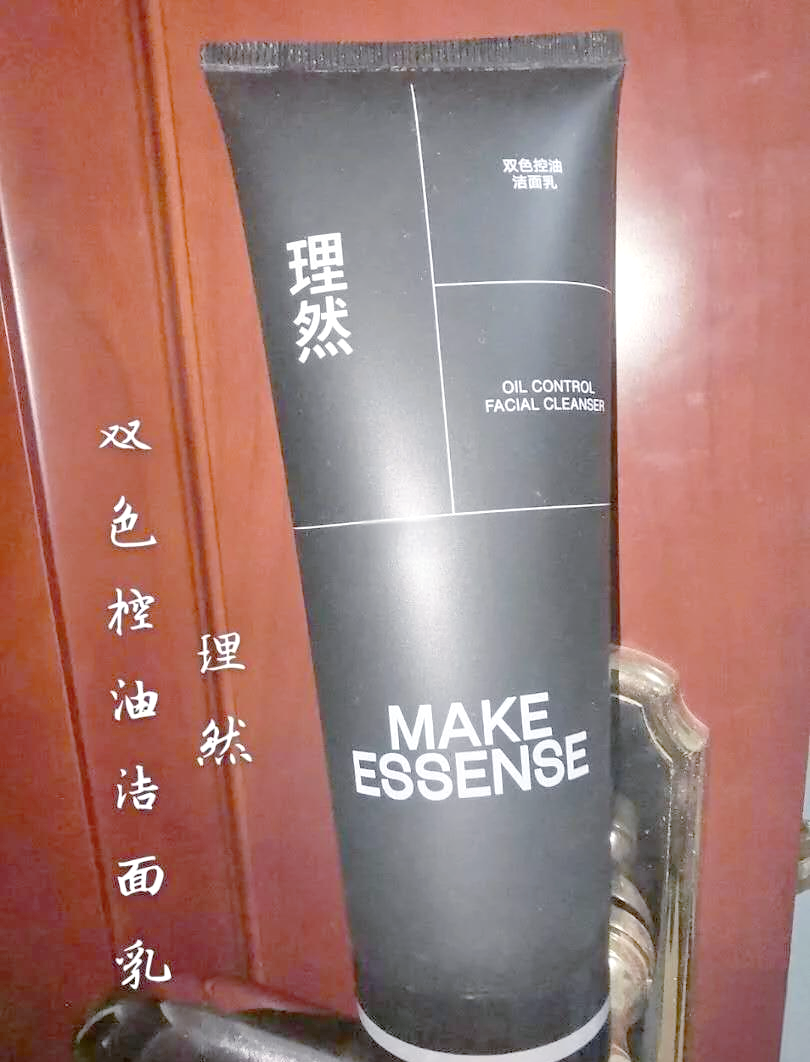 理然
双色控油
洁面乳
OIL CONTROL
FACIAL CLEANSER
MAKE
ESSENSE
理然
双色控油洁面乳